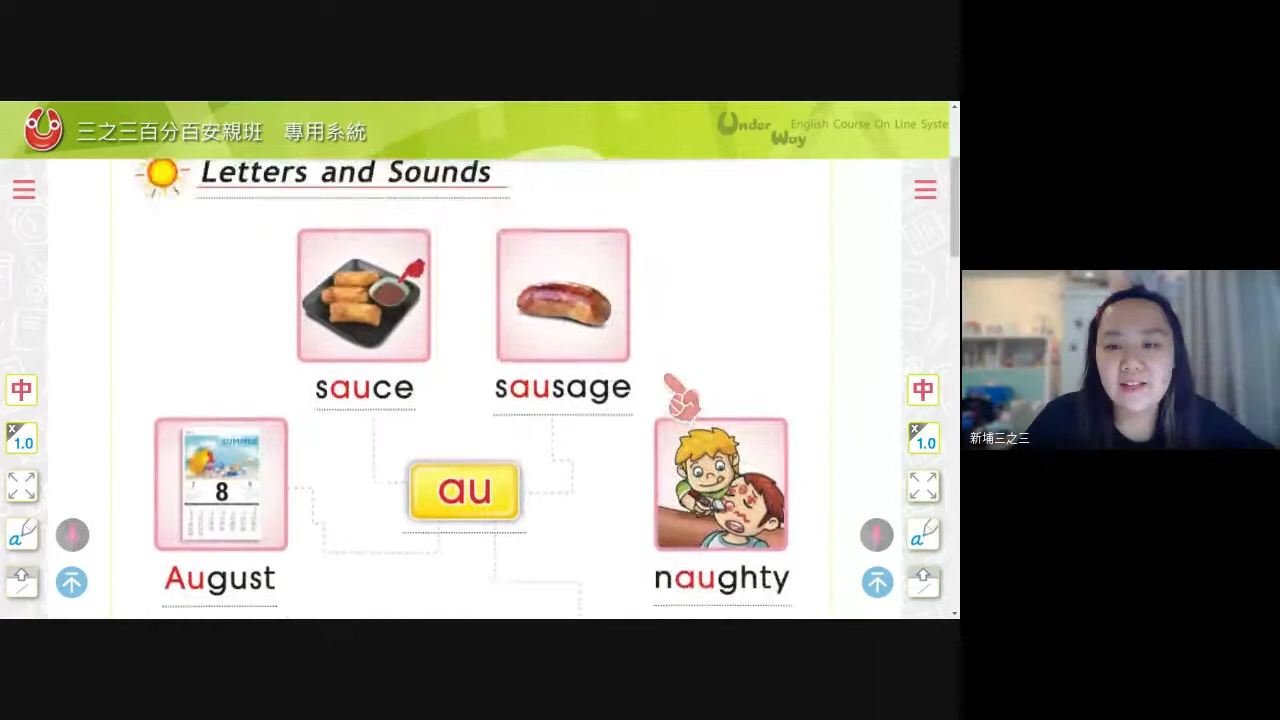 三之三百分百安親班 專用系統
Under Way
English Course On Line Syste
Letters and Sounds
sauce
sausage
au
SUMMER
7 8 9
August
naughty
中
x 1.0
a
中
x 1.0
a
新埔三之三